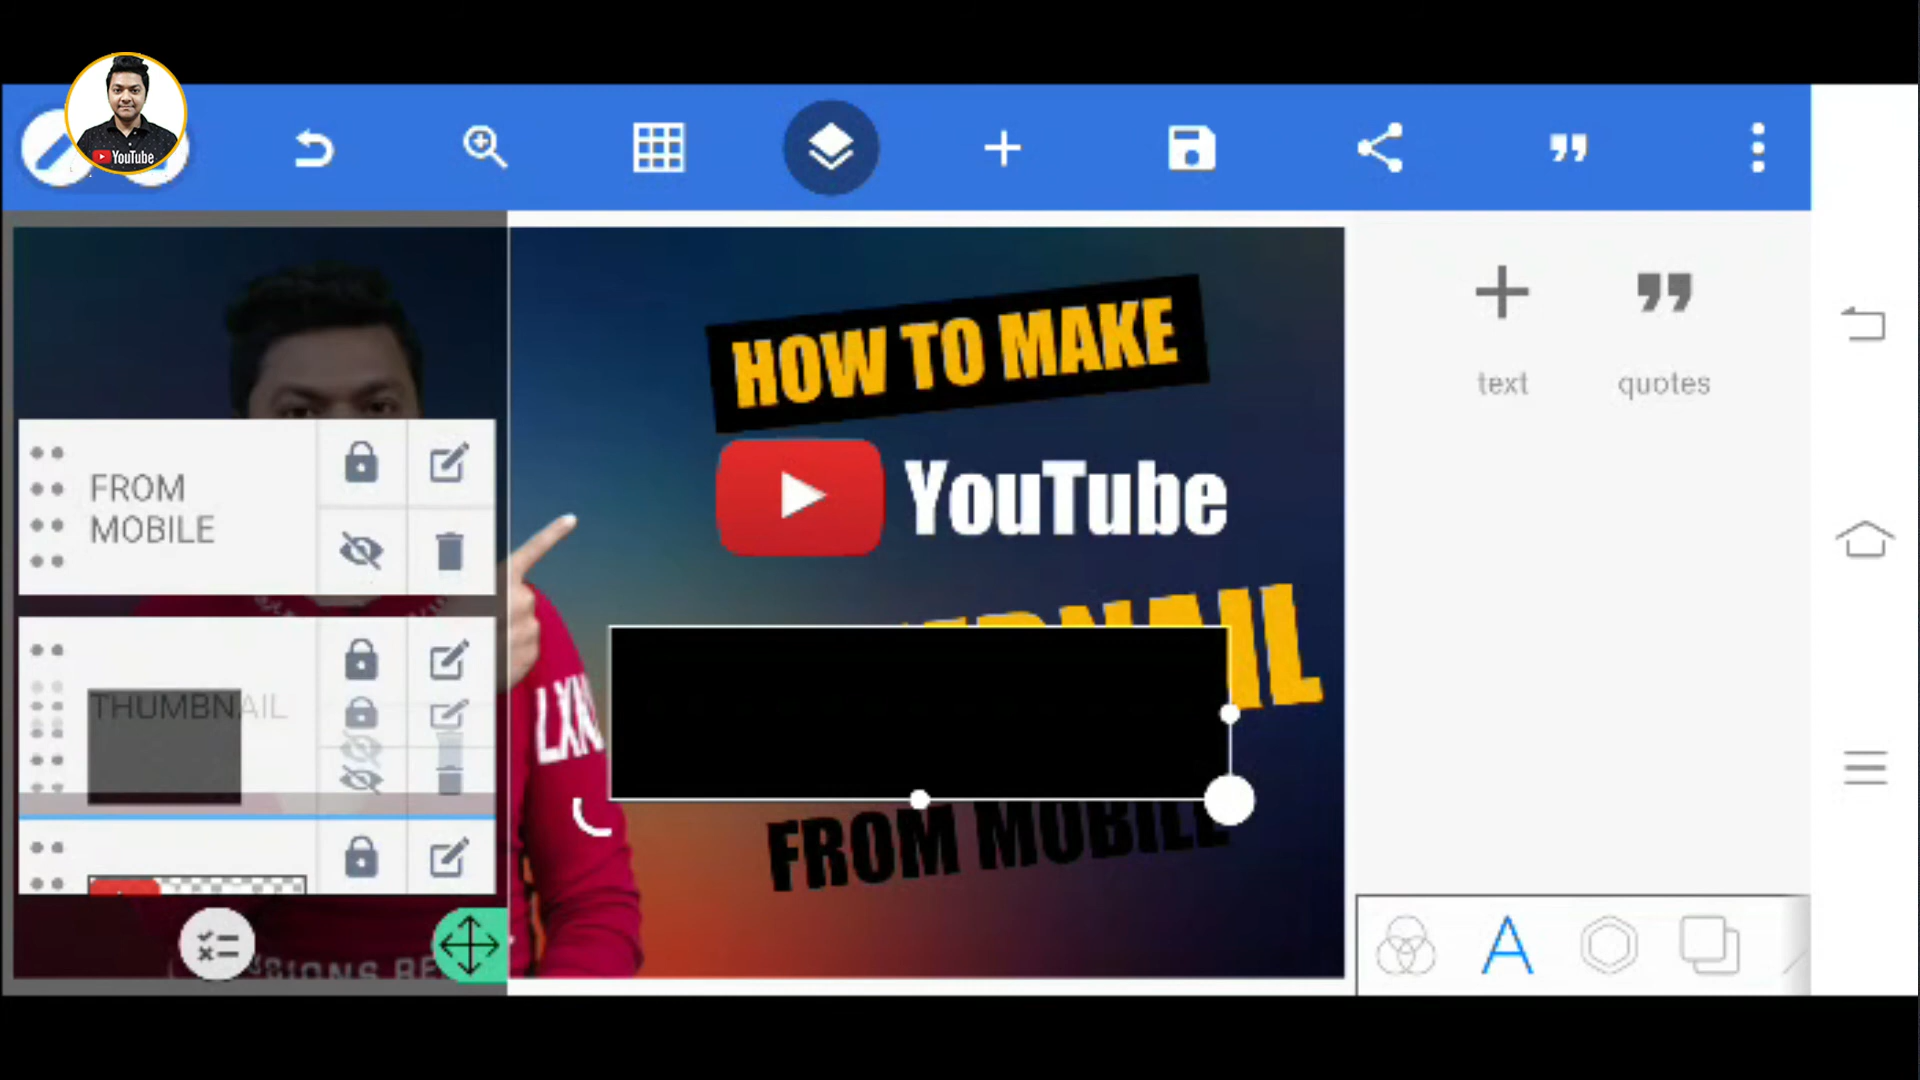 YouTube
HOW TO MAKE
YouTube
FROM
MOBILE
THUMBNAIL
FROM MOBILE
text
quotes